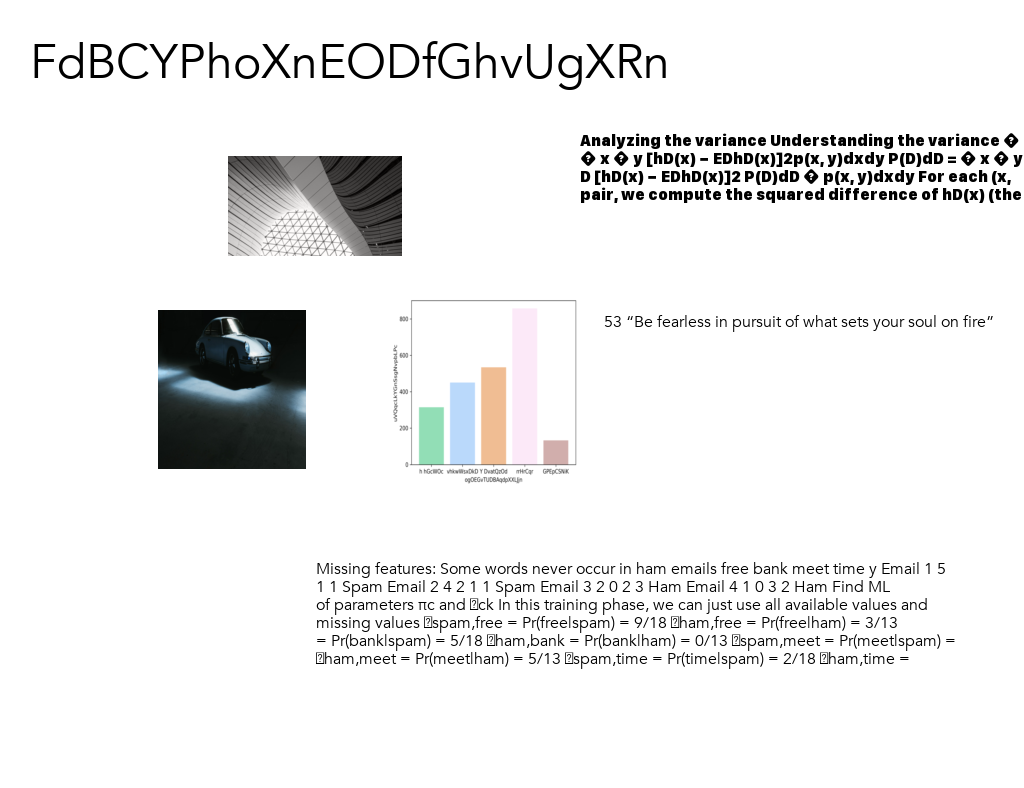 FdBCYPhoXnEODfGhvUgXRn
Analyzing the variance Understanding the variance �
� x � y [hD(x) − EDhD(x)]2p(x, y)dxdy P(D)dD = � x � y
D [hD(x) − EDhD(x)]2 P(D)dD � p(x, y)dxdy For each (x,
pair, we compute the squared difference of hD(x) (the
53 “Be fearless in pursuit of what sets your soul on fire”
800
600
400
200
0
h hGcWOc vhkwWsxDkD Y DvatQzOd rrHrCqr GPEpCSNiK
Missing features: Some words never occur in ham emails free bank meet time y Email 1 5
1 1 Spam Email 2 4 2 1 1 Spam Email 3 2 0 2 3 Ham Email 4 1 0 3 2 Ham Find ML
of parameters πc and ck In this training phase, we can just use all available values and
missing values spam,free = Pr(free|spam) = 9/18 ham,free = Pr(free|ham) = 3/13
= Pr(bank|spam) = 5/18 ham,bank = Pr(bank|ham) = 0/13 spam,meet = Pr(meet|spam) =
ham,meet = Pr(meet|ham) = 5/13 spam,time = Pr(time|spam) = 2/18 ham,time =